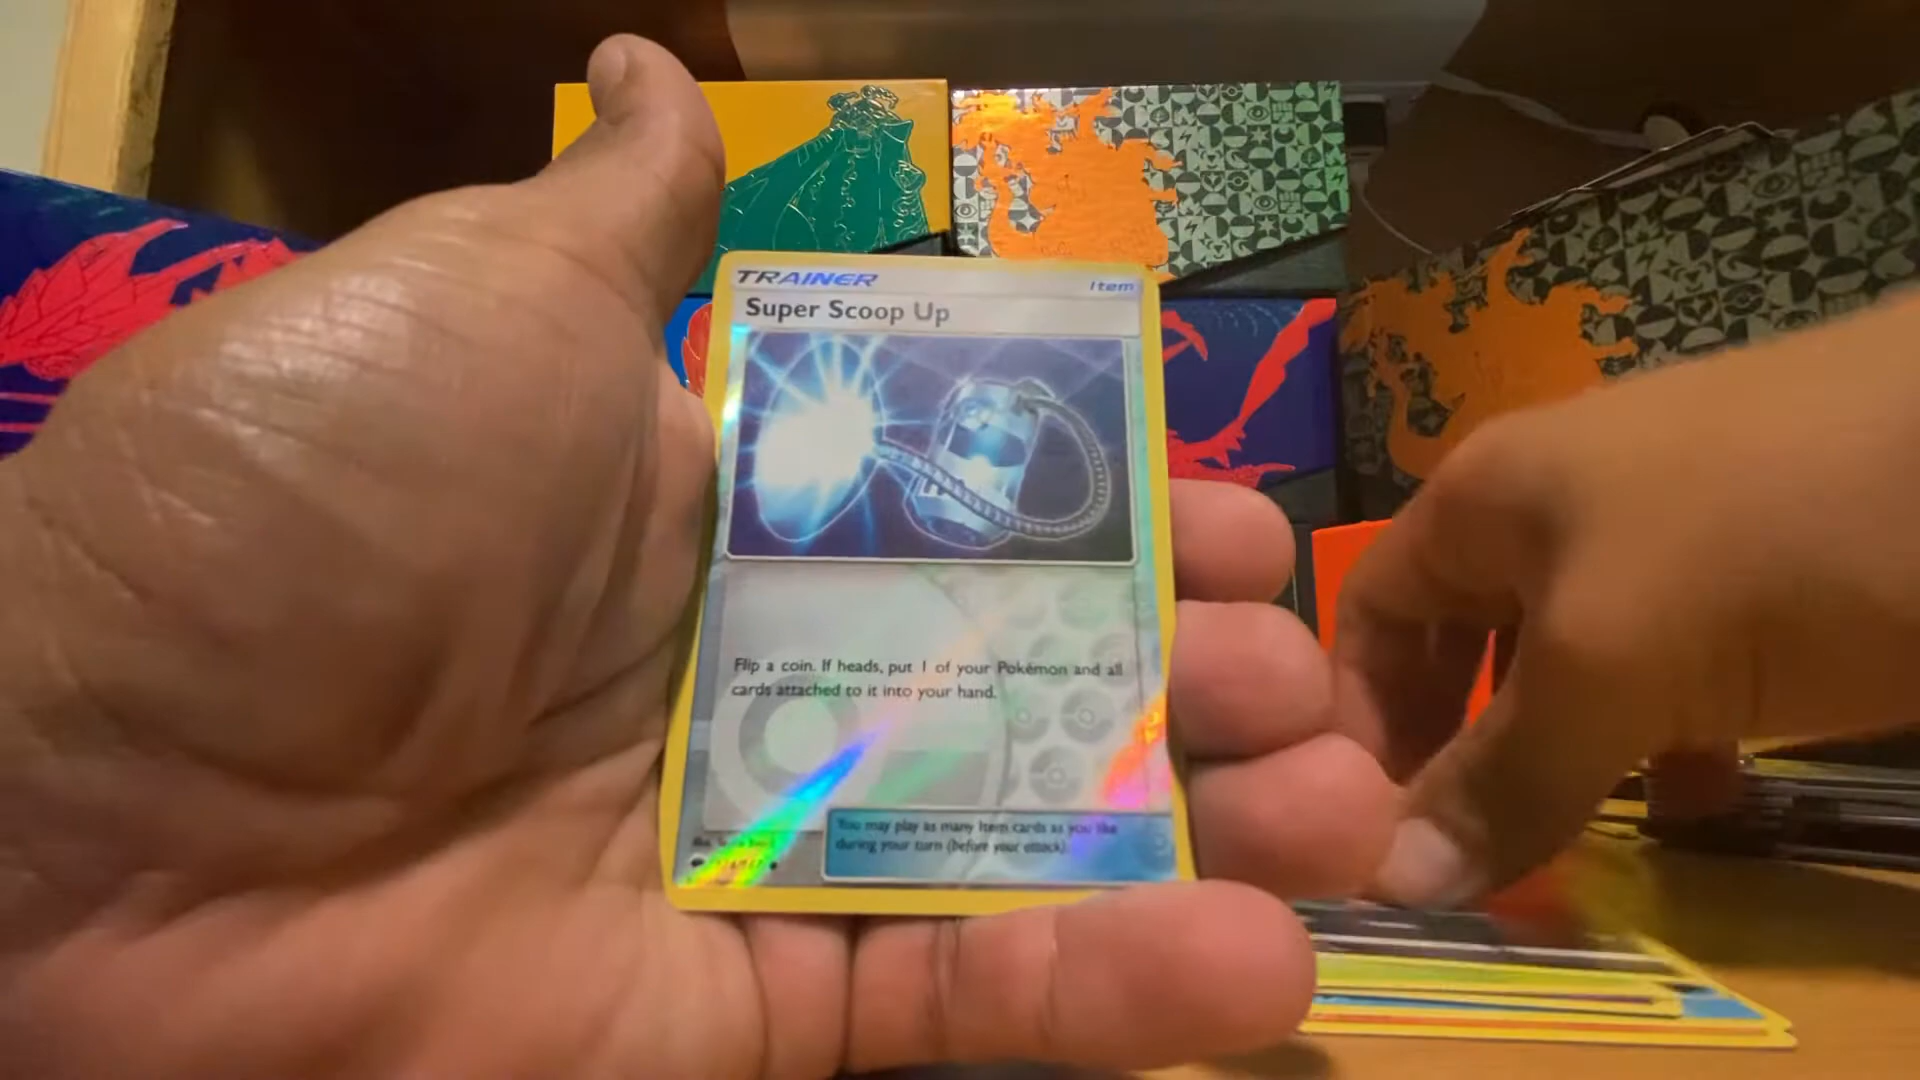 TRAINER
Item
Super Scoop Up
Flip a coin. If heads, put 1 of your Pokémon and all
cards attached to it into your hand.
You may play as many Item cards as you like
during your turn (before your attack).